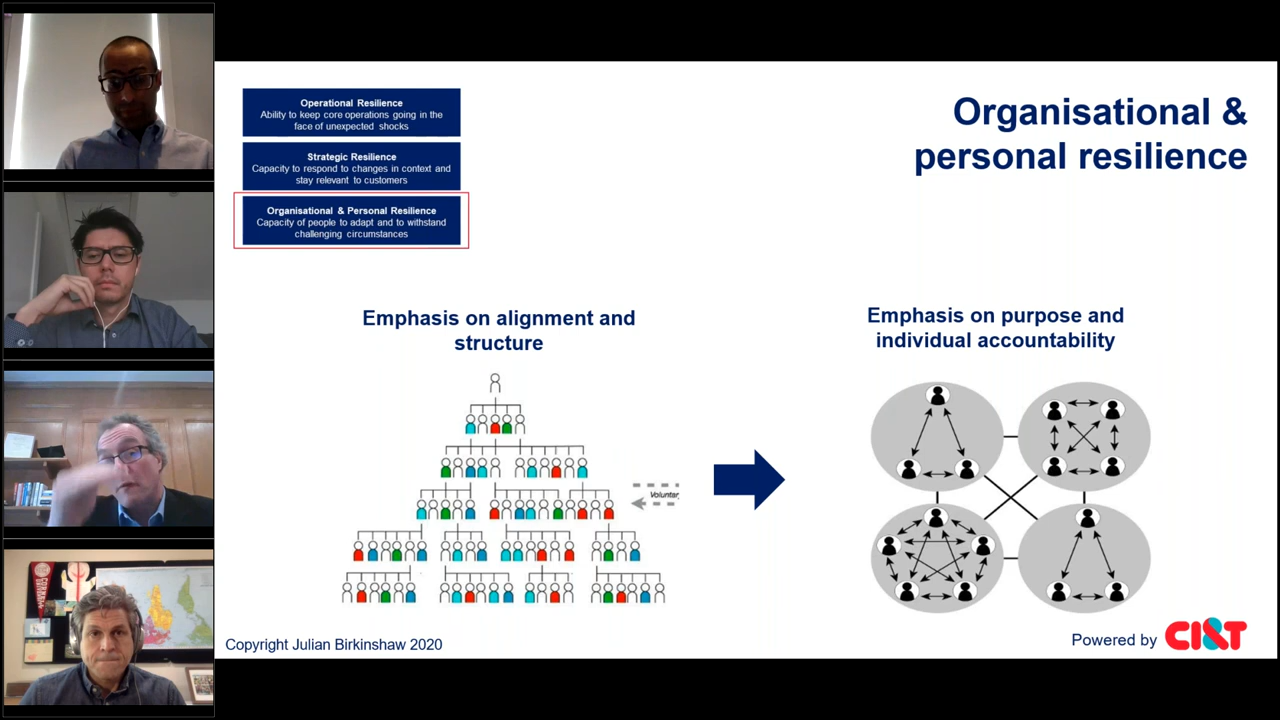 Operational Resilience
Ability to keep core operations going in the
face of unexpected shocks
Strategic Resilience
Capacity to respond to changes in context and
stay relevant to customers
Organisational & Personal Resilience
Capacity of people to adapt and to withstand
challenging circumstances
Organisational &
personal resilience
Emphasis on alignment and
structure
Emphasis on purpose and
individual accountability
Voluntar
Copyright Julian Birkinshaw 2020
Powered by CI&T